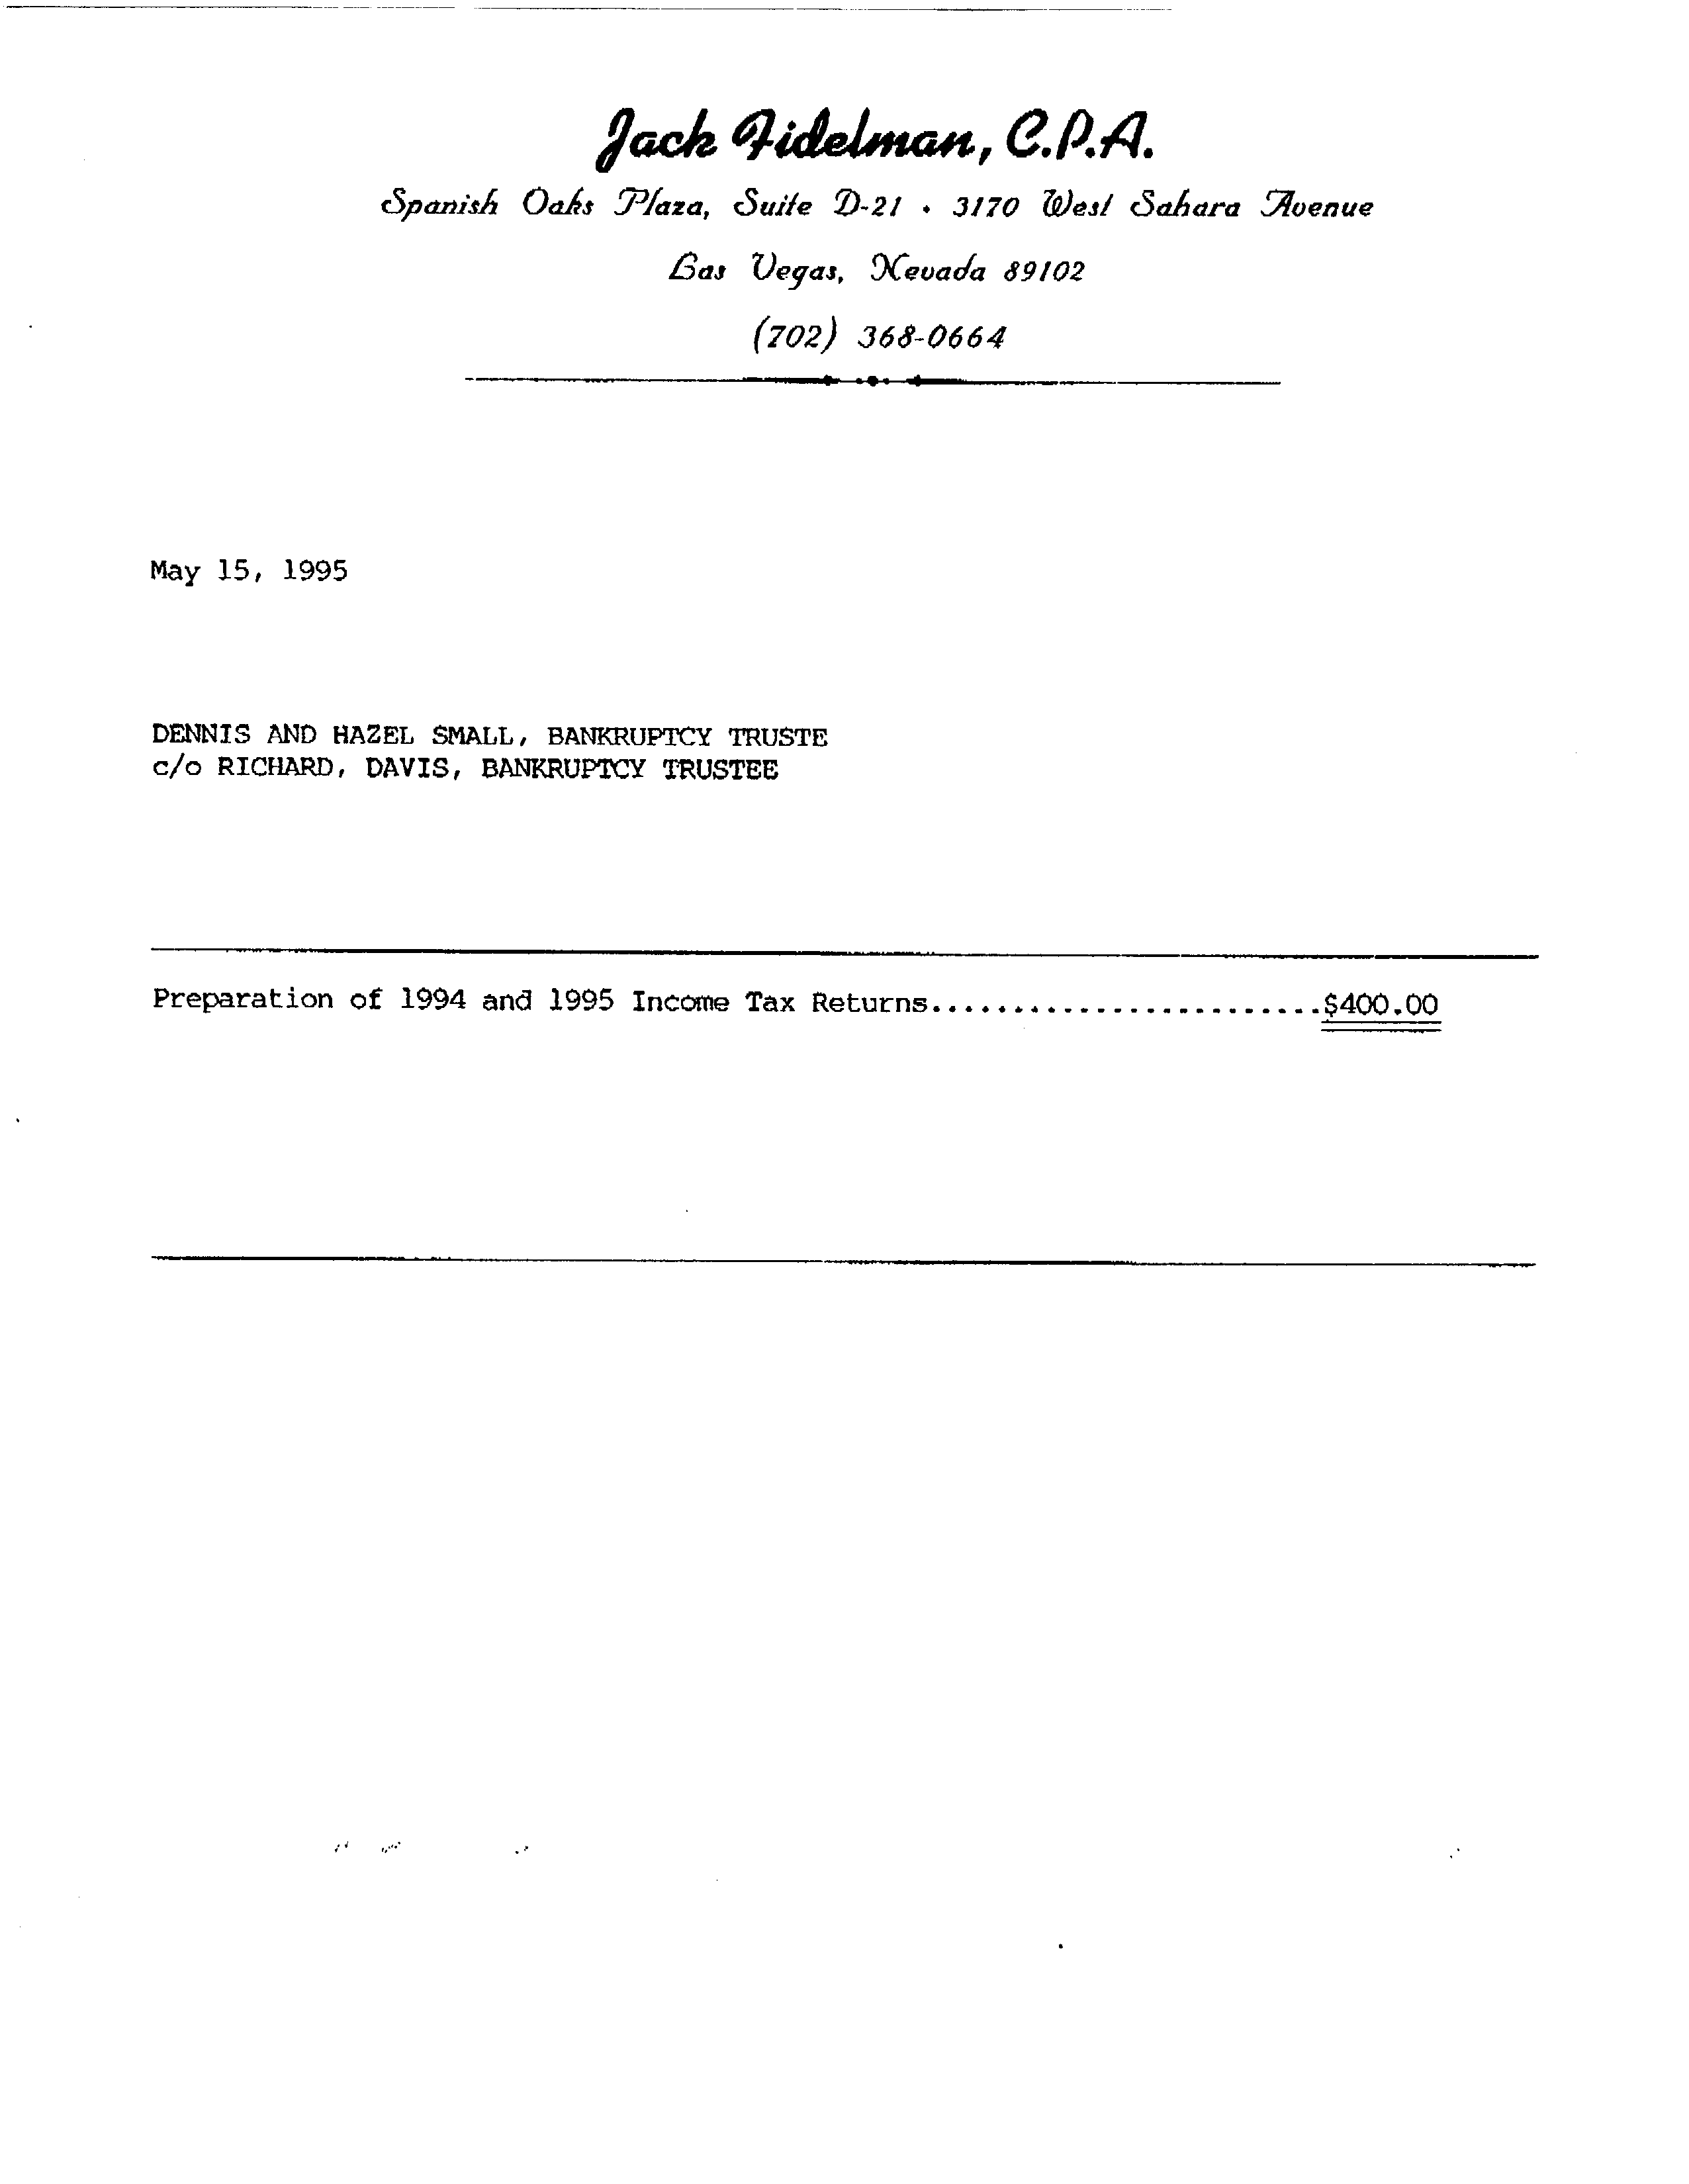 Jack Fidelman, C.P.A.
Spanish Oaks Plaza, Suite D-21 • 3170 West Sahara Avenue
Las Vegas, Nevada 89102
(702) 368-0664
May 15, 1995
DENNIS AND HAZEL SMALL, BANKRUPTCY TRUSTE
c/o RICHARD, DAVIS, BANKRUPTCY TRUSTEE
Preparation of 1994 and 1995 Income Tax Returns........................$400.00